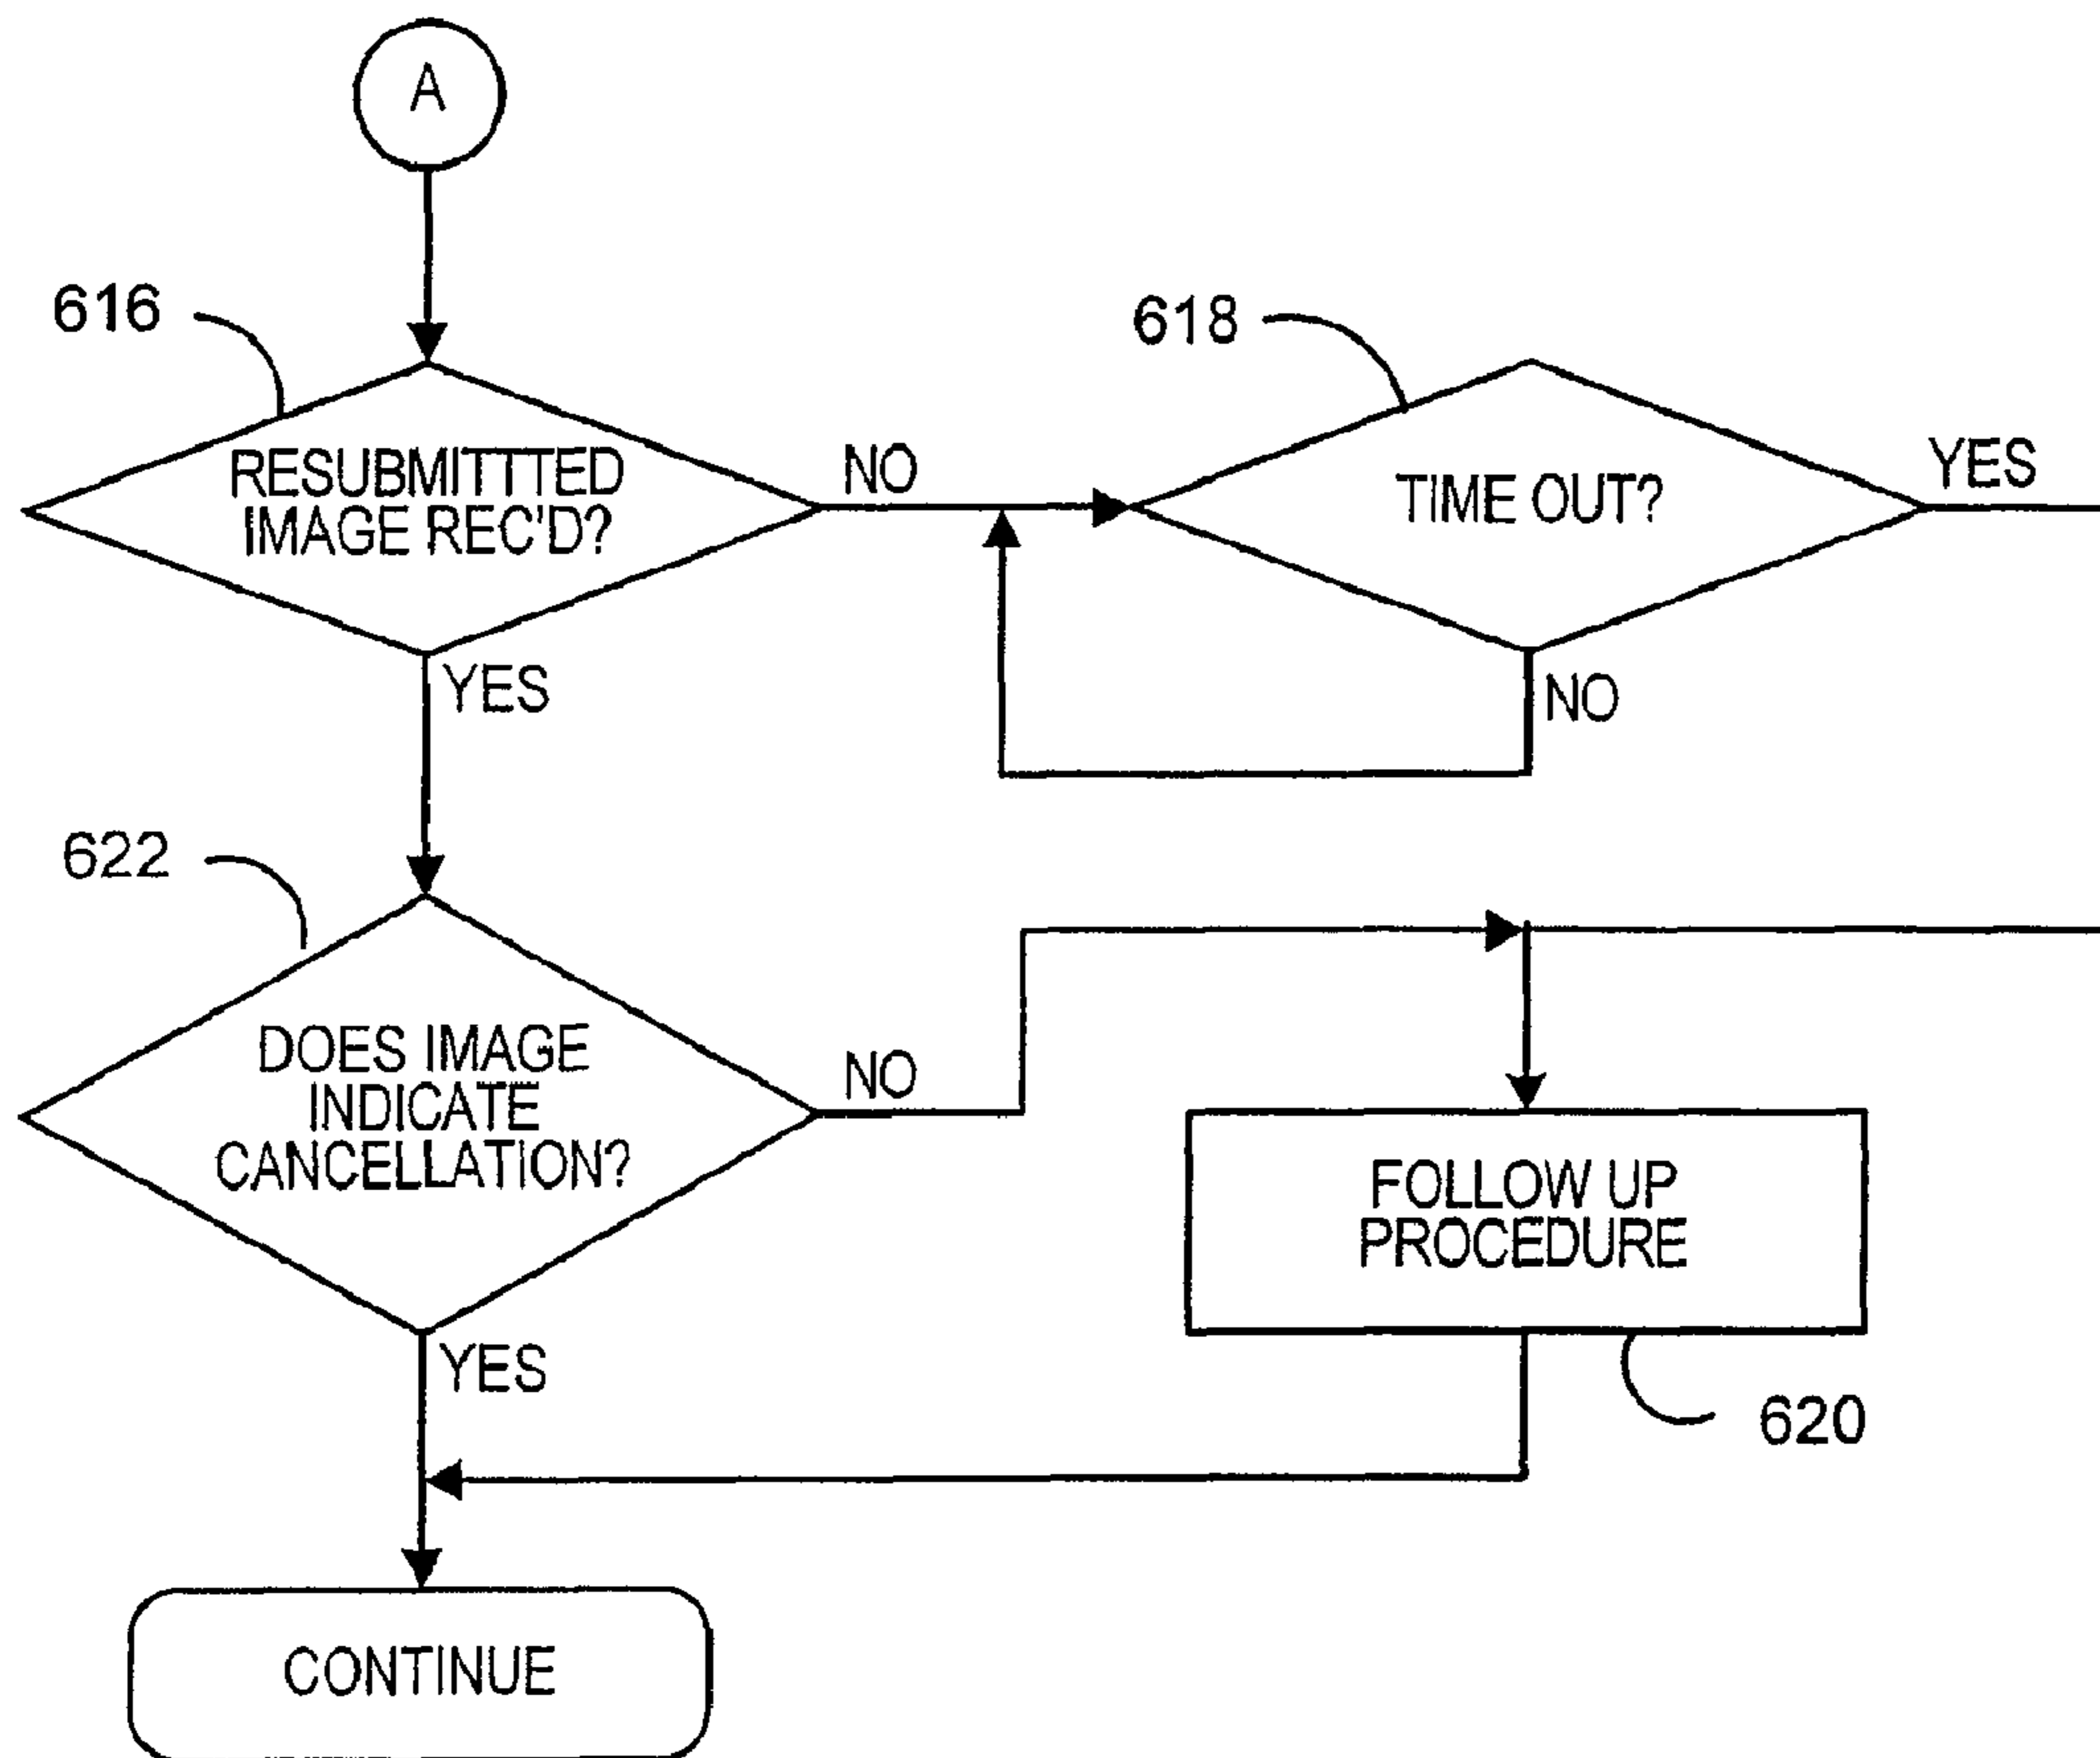 A
616
618
RESUBMITTTED
IMAGE REC'D?
NO
TIME OUT?
YES
YES
NO
622
DOES IMAGE
INDICATE
CANCELLATION?
NO
FOLLOW UP
PROCEDURE
YES
620
CONTINUE